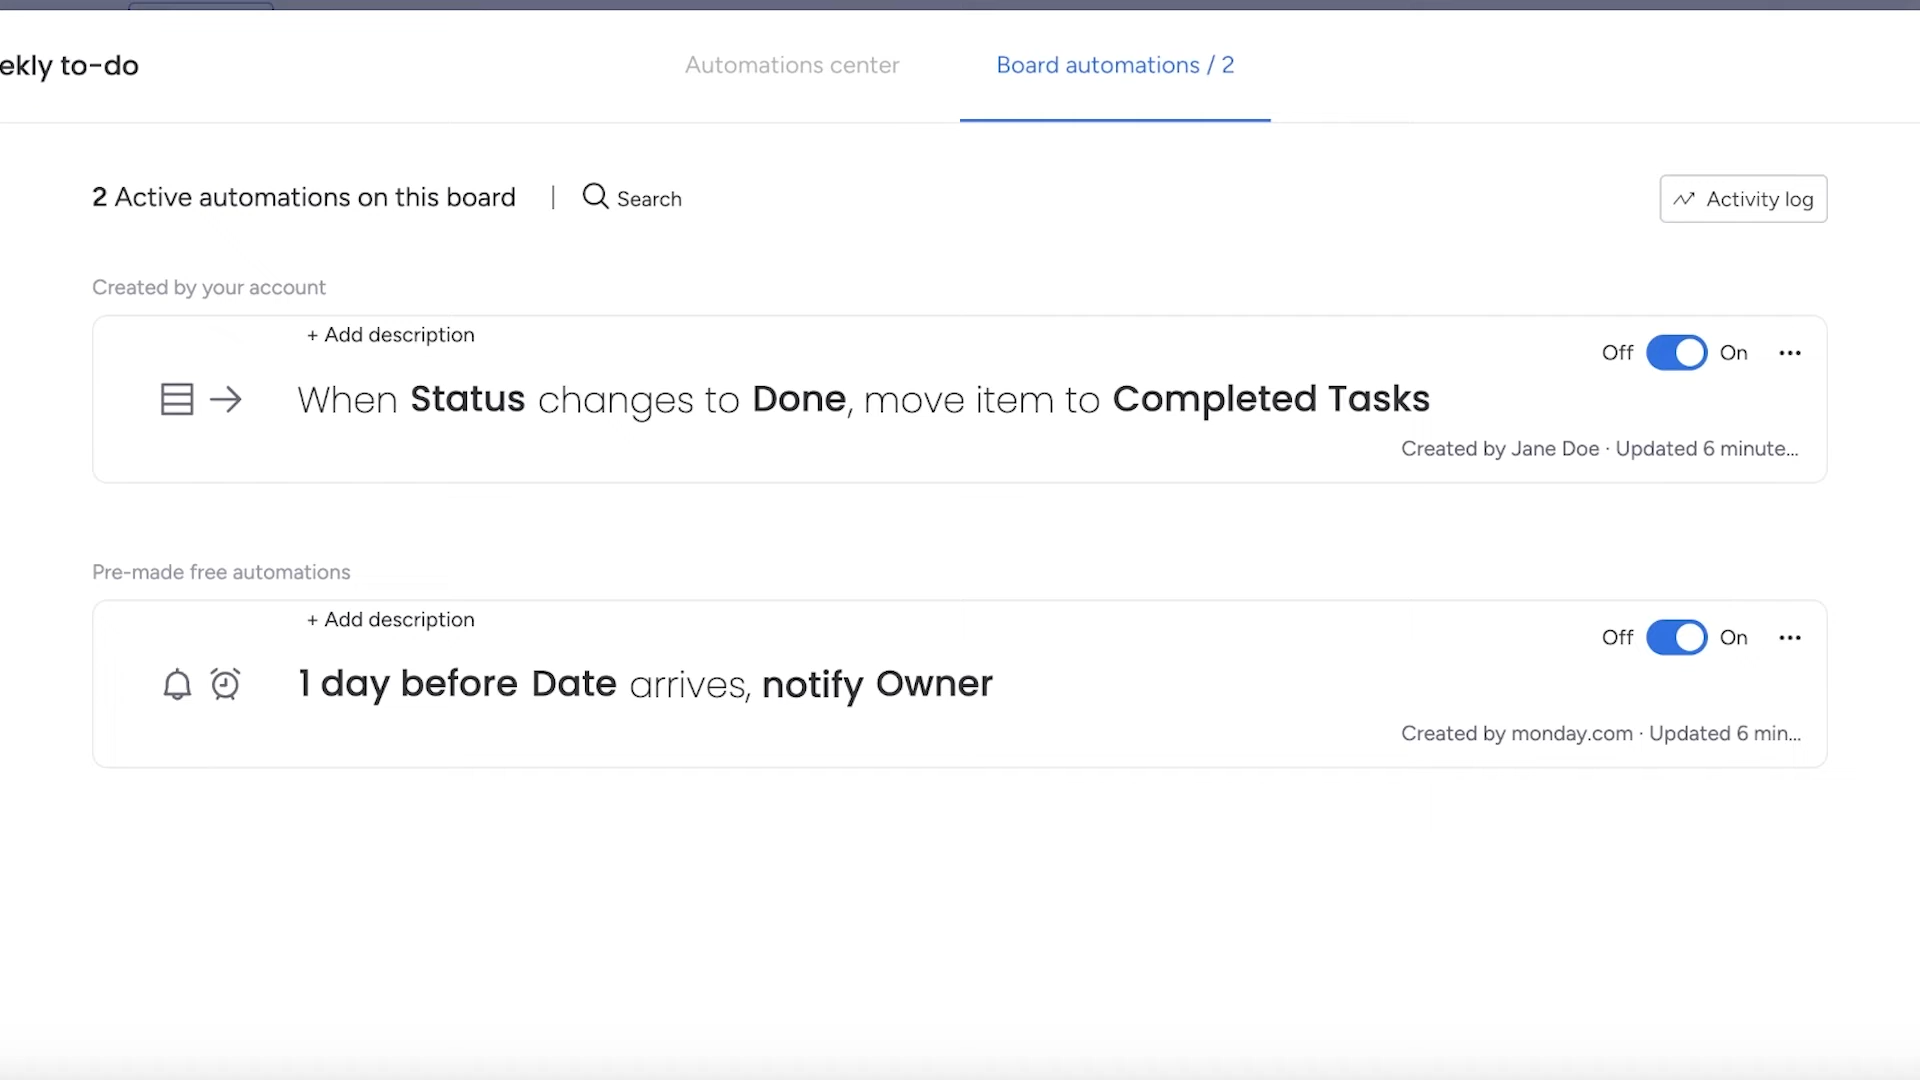 ekly to-do
Automations center
Board automations / 2
2 Active automations on this board
Search
Activity log
Created by your account
+ Add description
Off On
When Status changes to Done, move item to Completed Tasks
Created by Jane Doe · Updated 6 minute...
Pre-made free automations
+ Add description
Off On
1 day before Date arrives, notify Owner
Created by monday.com · Updated 6 min...